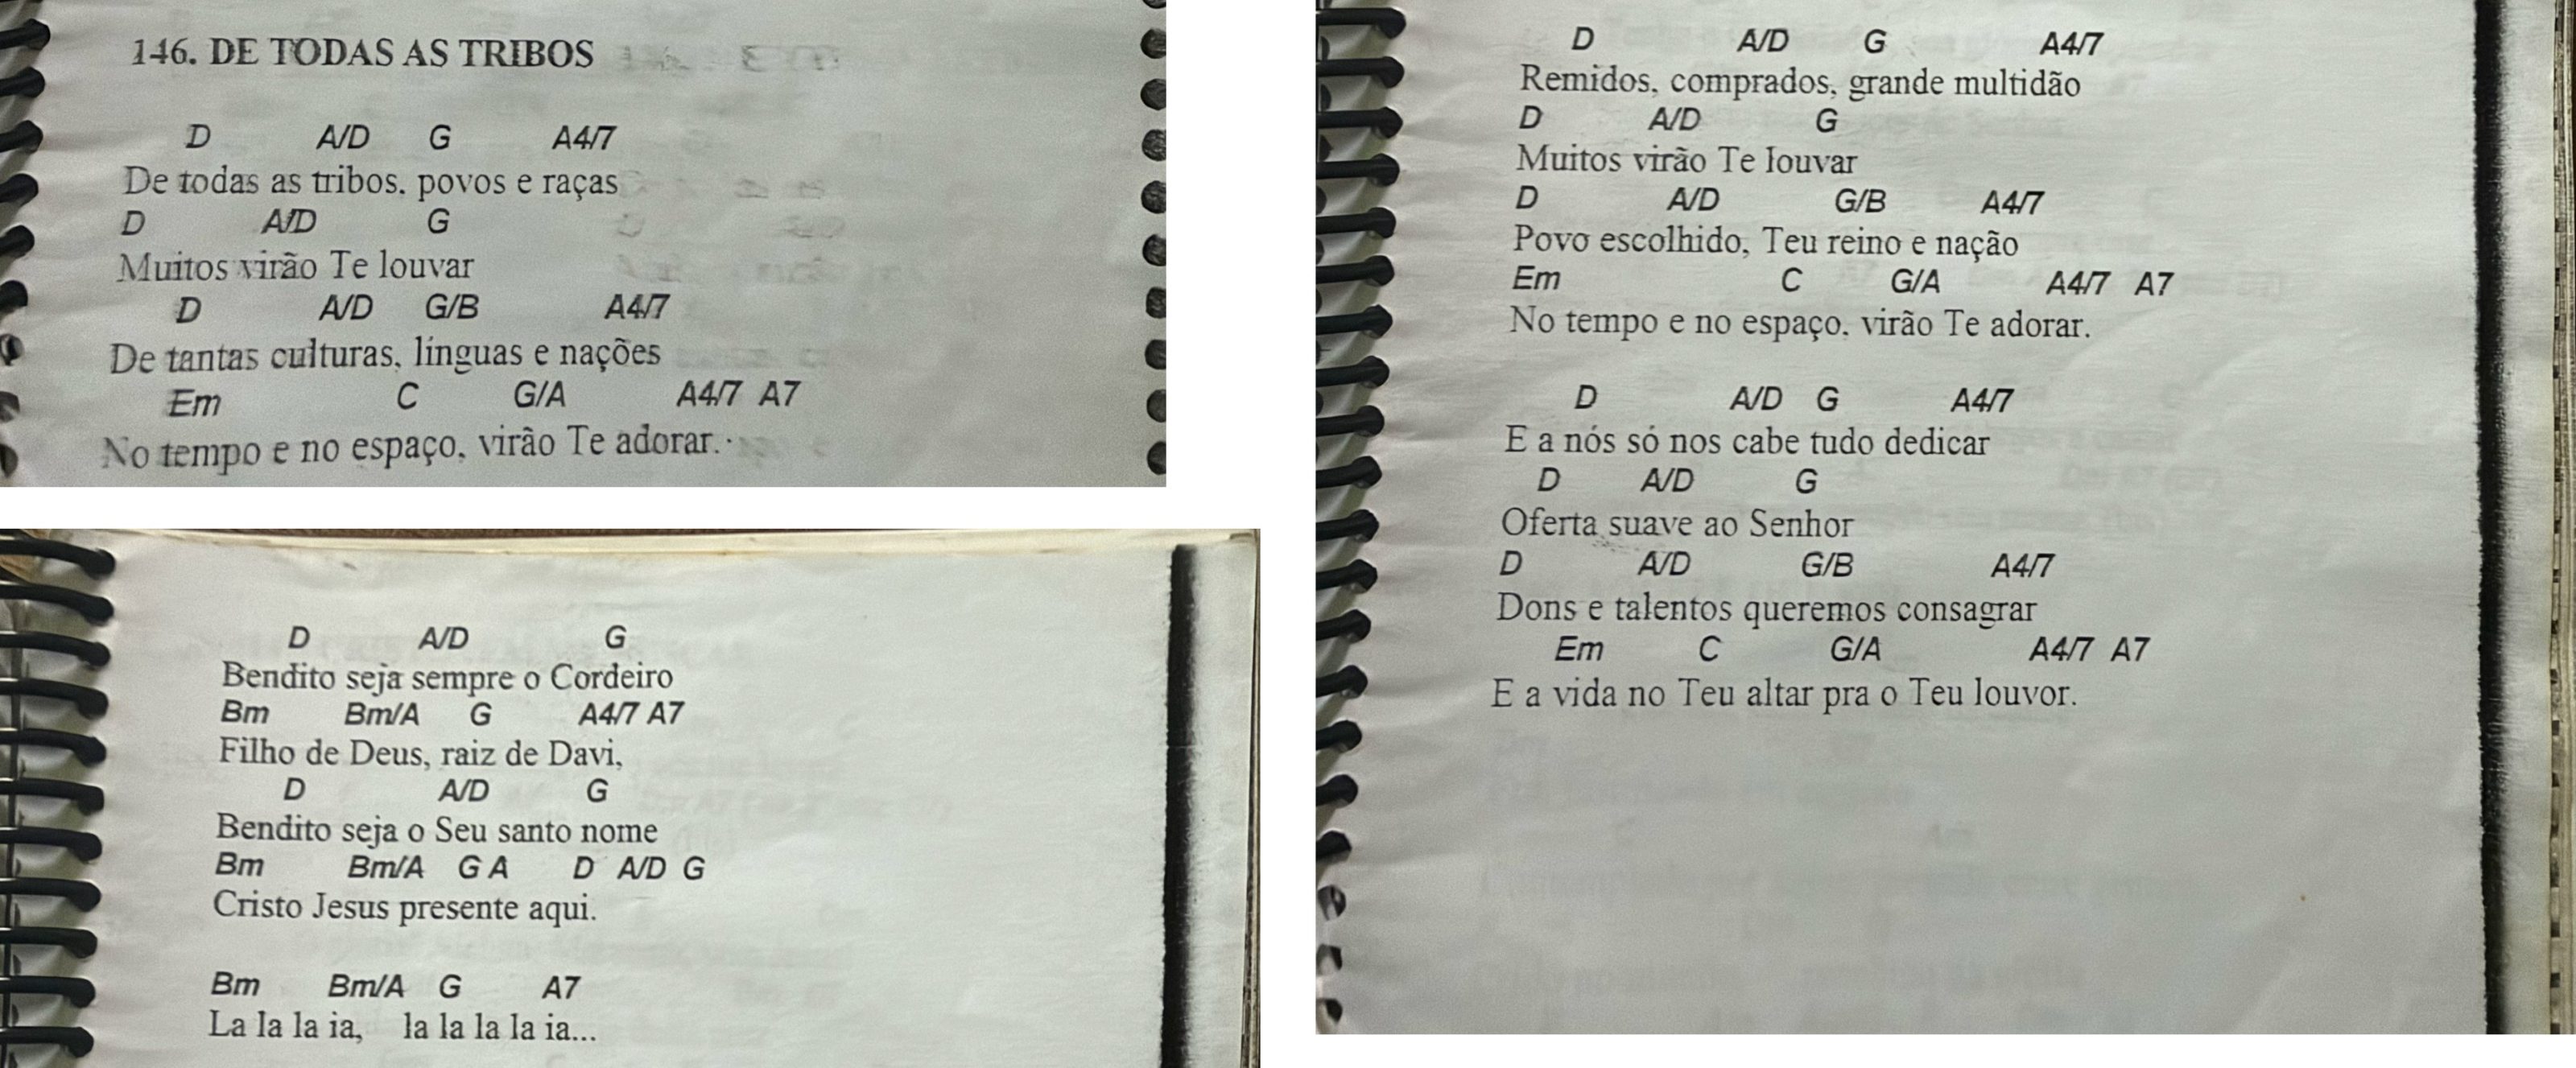 146. DE TODAS AS TRIBOS
D A/D G A4/7
De todas as tribos, povos e raças
D A/D G
Muitos virão Te louvar
D A/D G/B A4/7
De tantas culturas, línguas e nações
Em C G/A A4/7 A7
No tempo e no espaço, virão Te adorar.
D A/D G
Bendito seja sempre o Cordeiro
Bm Bm/A G A4/7 A7
Filho de Deus, raiz de Davi,
D A/D G
Bendito seja o Seu santo nome
Bm Bm/A G A D A/D G
Cristo Jesus presente aqui.
Bm Bm/A G A7
La la la ia, la la la la ia...
D A/D G A4/7
Remidos, comprados, grande multidão
D A/D G
Muitos virão Te louvar
D A/D G/B A4/7
Povo escolhido, Teu reino e nação
Em C G/A A4/7 A7
No tempo e no espaço, virão Te adorar.
D A/D G A4/7
E a nós só nos cabe tudo dedicar
D A/D G
Oferta suave ao Senhor
D A/D G/B A4/7
Dons e talentos queremos consagrar
Em C G/A A4/7 A7
E a vida no Teu altar pra o Teu louvor.